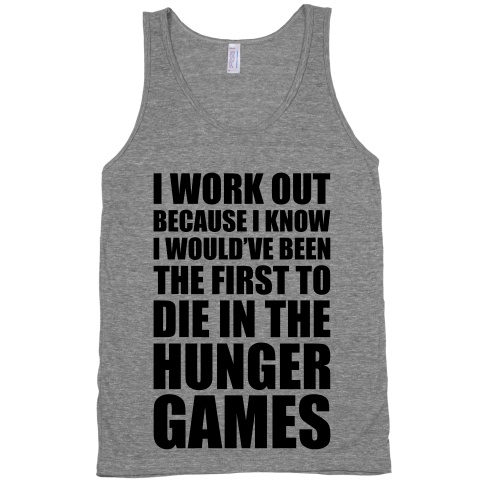 I WORK OUT
BECAUSE I KNOW
I WOULD'VE BEEN
THE FIRST TO
DIE IN THE
HUNGER
GAMES